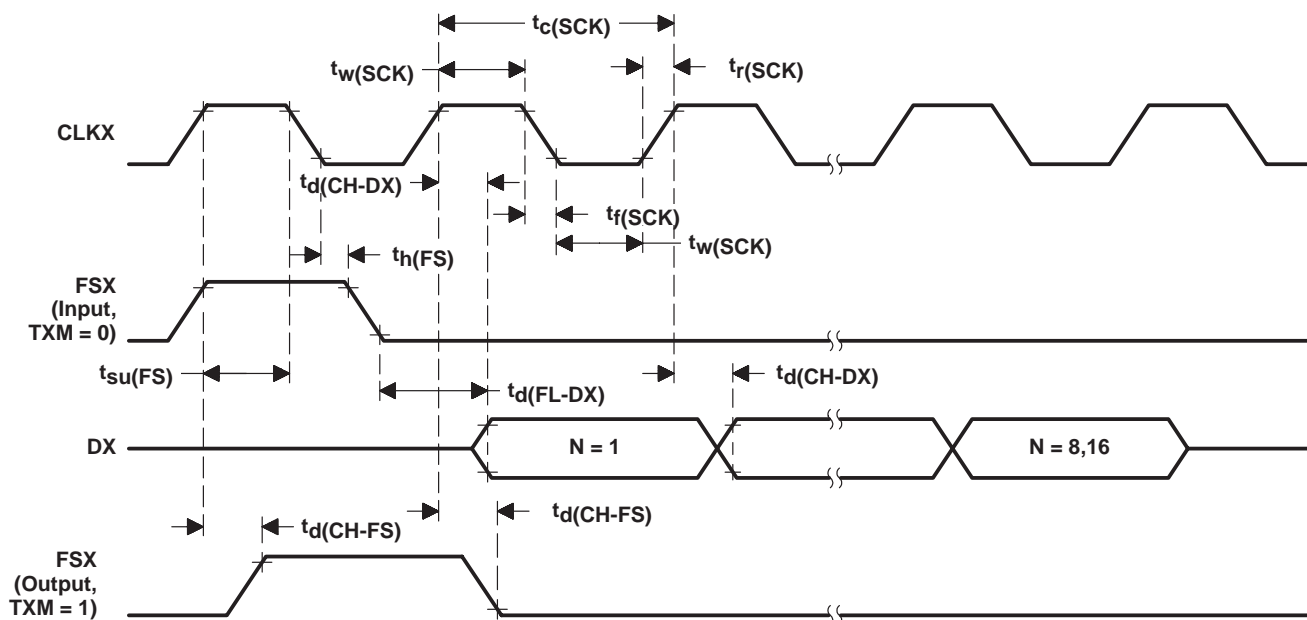 tc(SCK)
tw(SCK)
tr(SCK)
CLKX
td(CH-DX)
tf(SCK)
tw(SCK)
th(FS)
FSX
(Input,
TXM = 0)
tsu(FS)
td(CH-DX)
td(FL-DX)
DX
N = 1
N = 8,16
td(CH-FS)
td(CH-FS)
FSX
(Output,
TXM = 1)